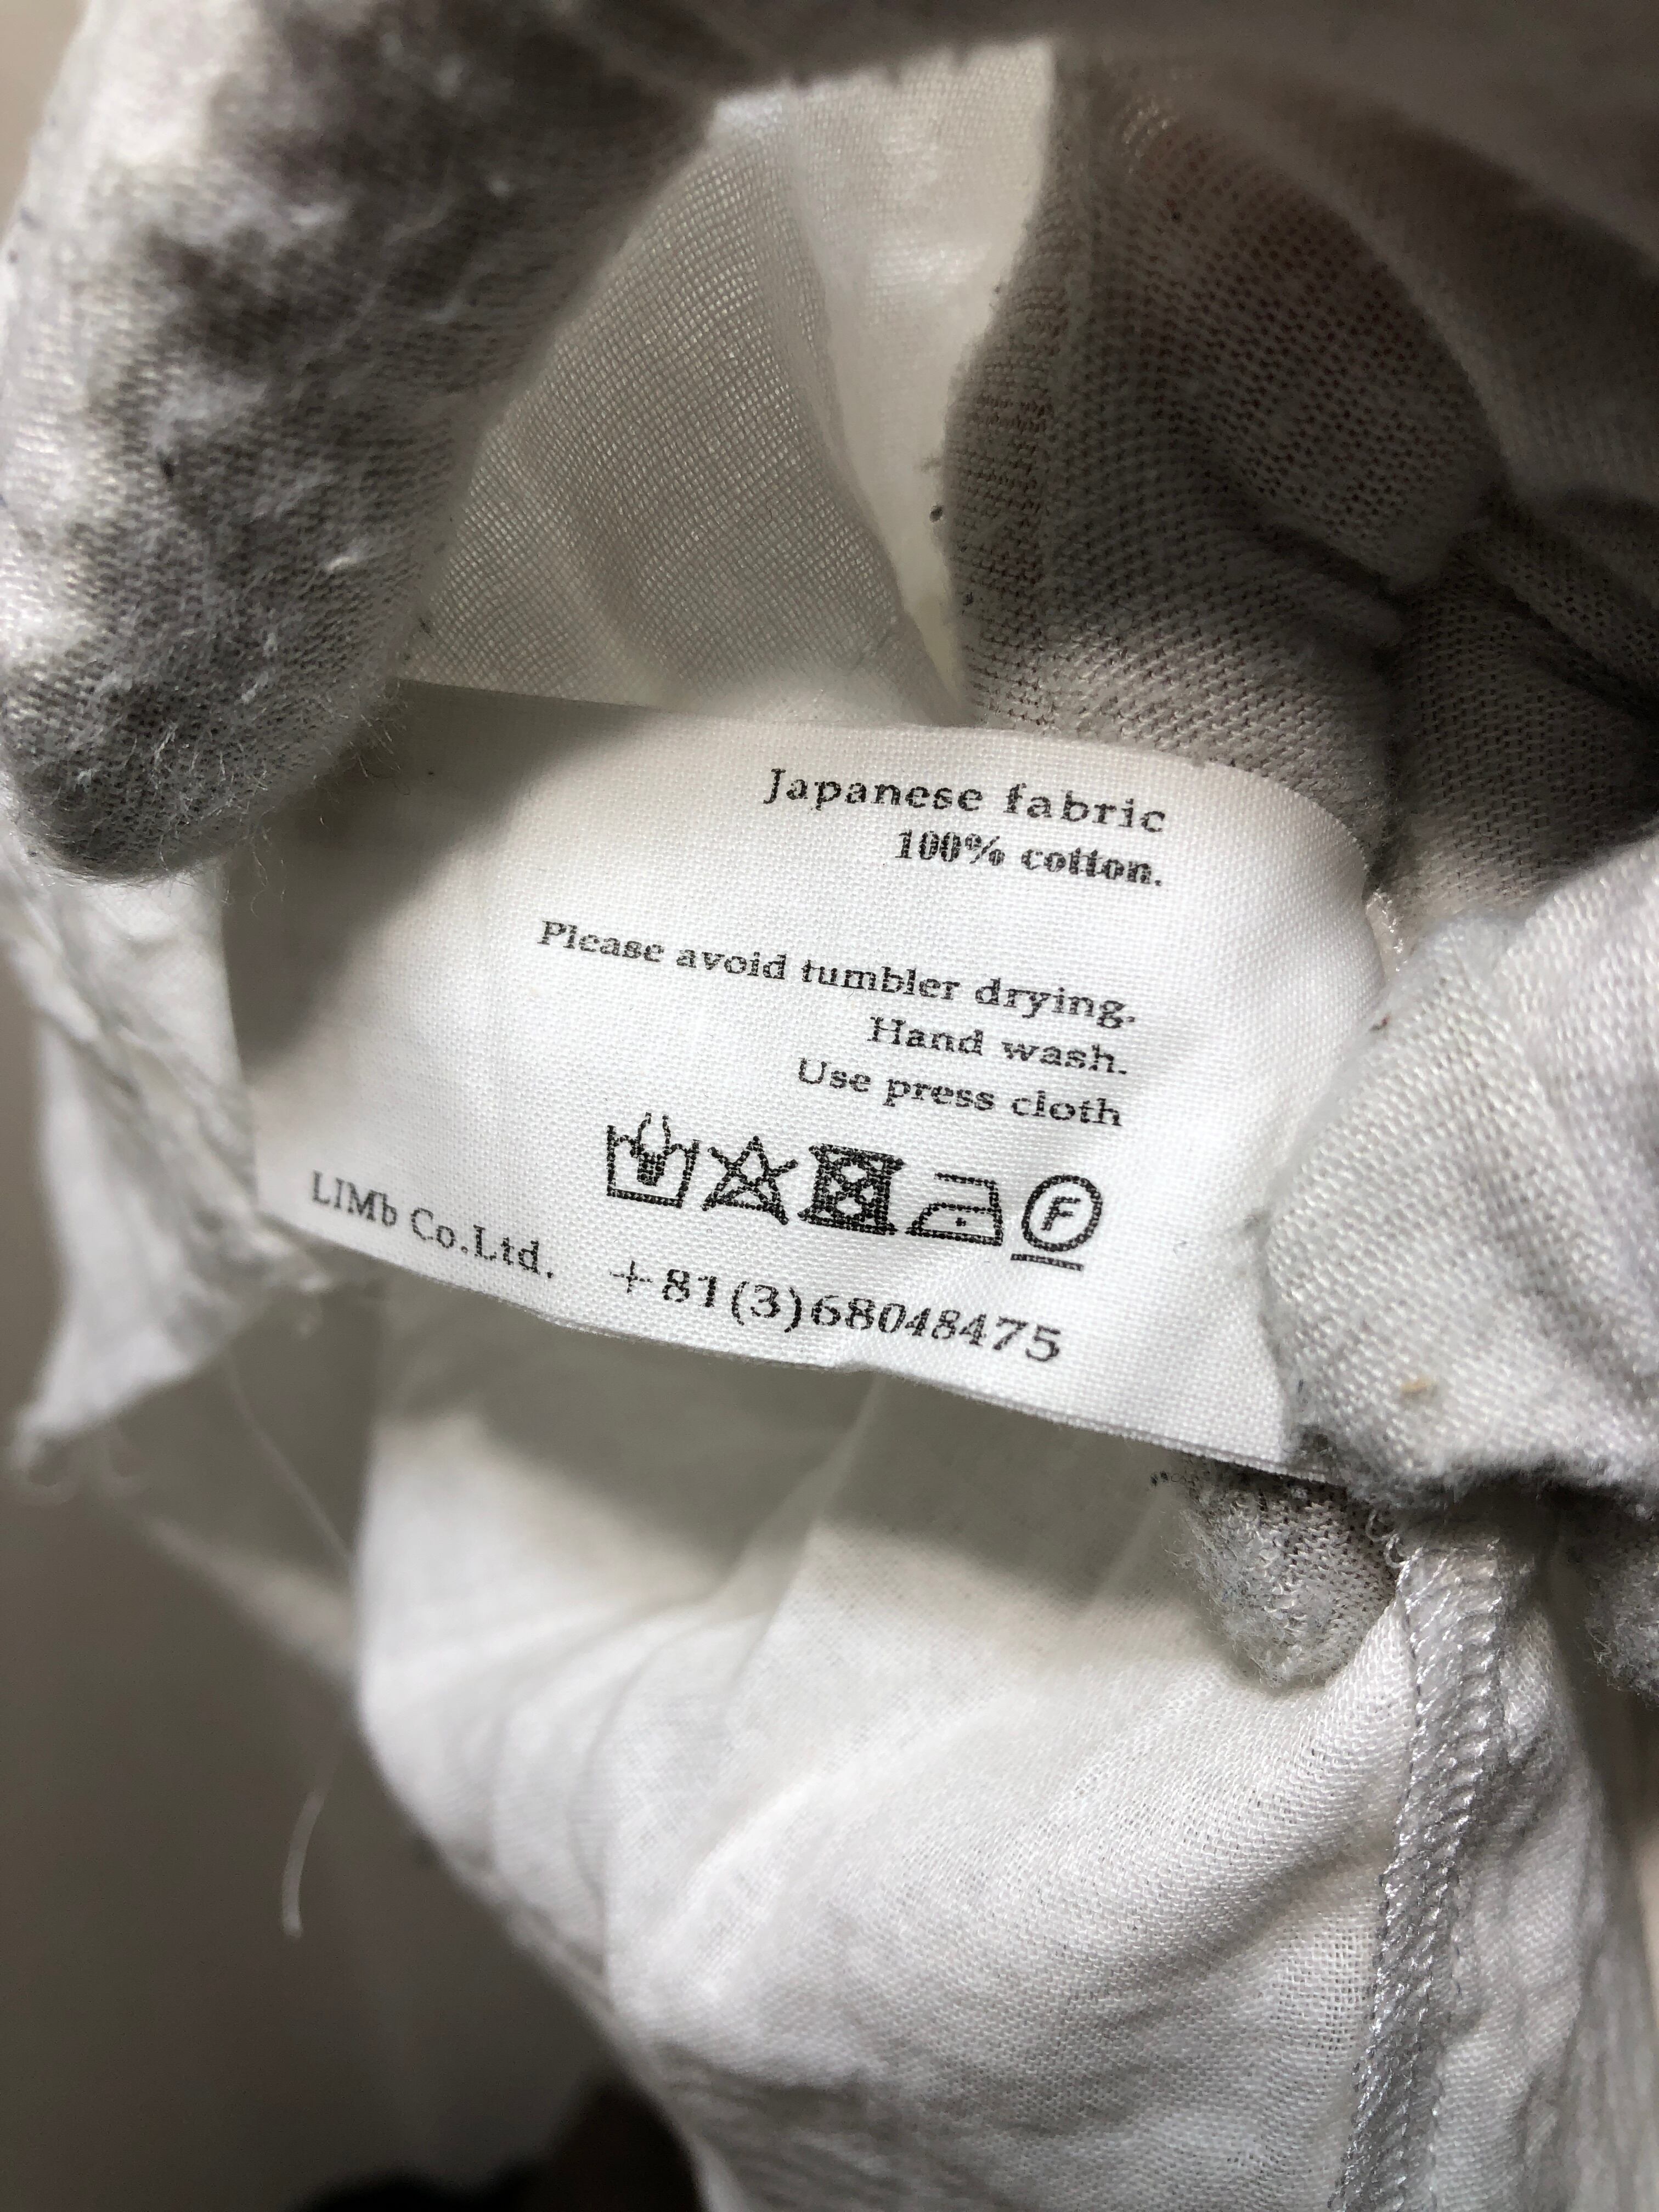 Japanese fabric
100% cotton.
Please avoid tumbler drying.
Hand wash.
Use press cloth
F
LIMb Co.Ltd. +81(3)68048475